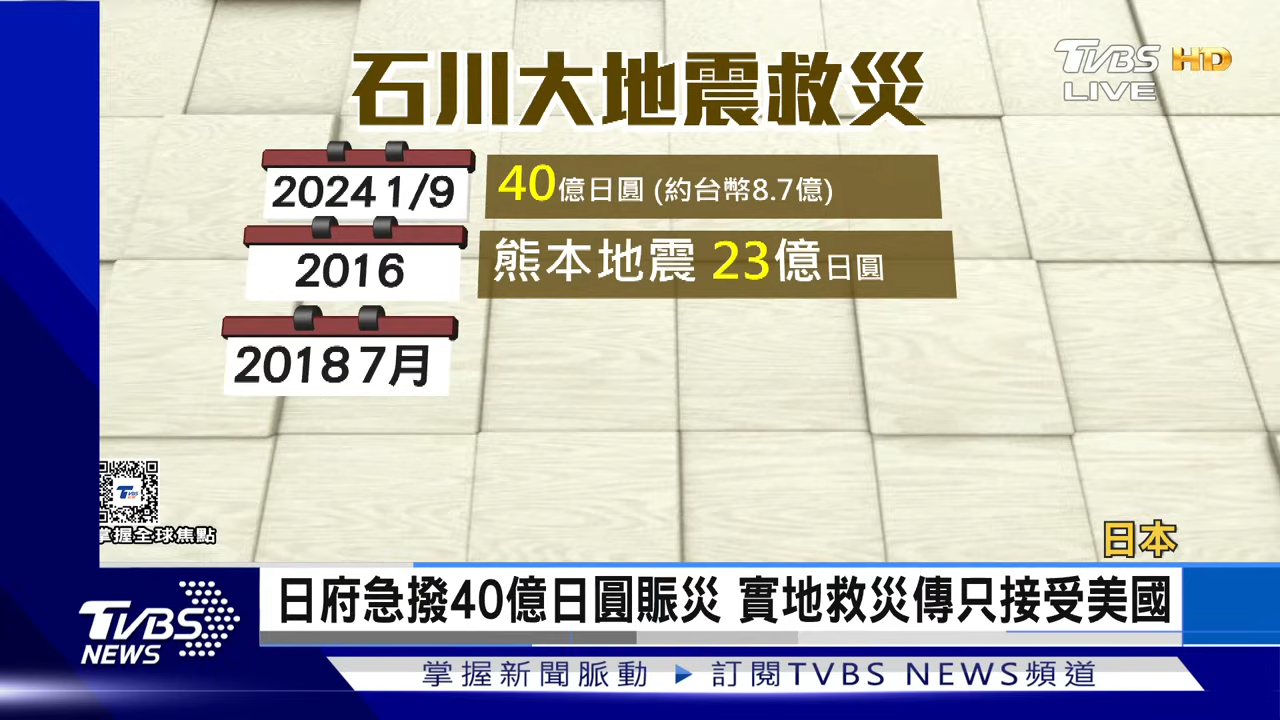 石川大地震救災
TVBS HD
LIVE
2024 1/9
40億日圓 (約台幣8.7億)
2016
熊本地震 23億日圓
2018 7月
TVBS
掌握全球焦點
日本
日府急撥40億日圓賑災 實地救災傳只接受美國
TVBS
NEWS
掌握新聞脈動 ▶ 訂閱TVBS NEWS頻道